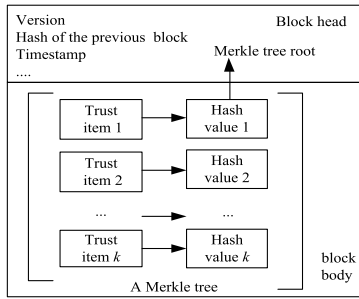 Version
Block head
Hash of the previous block
Timestamp
Merkle tree root
....
Trust item 1
Hash value 1
Trust item 2
Hash value 2
...
...
Trust item k
Hash value k
block body
A Merkle tree